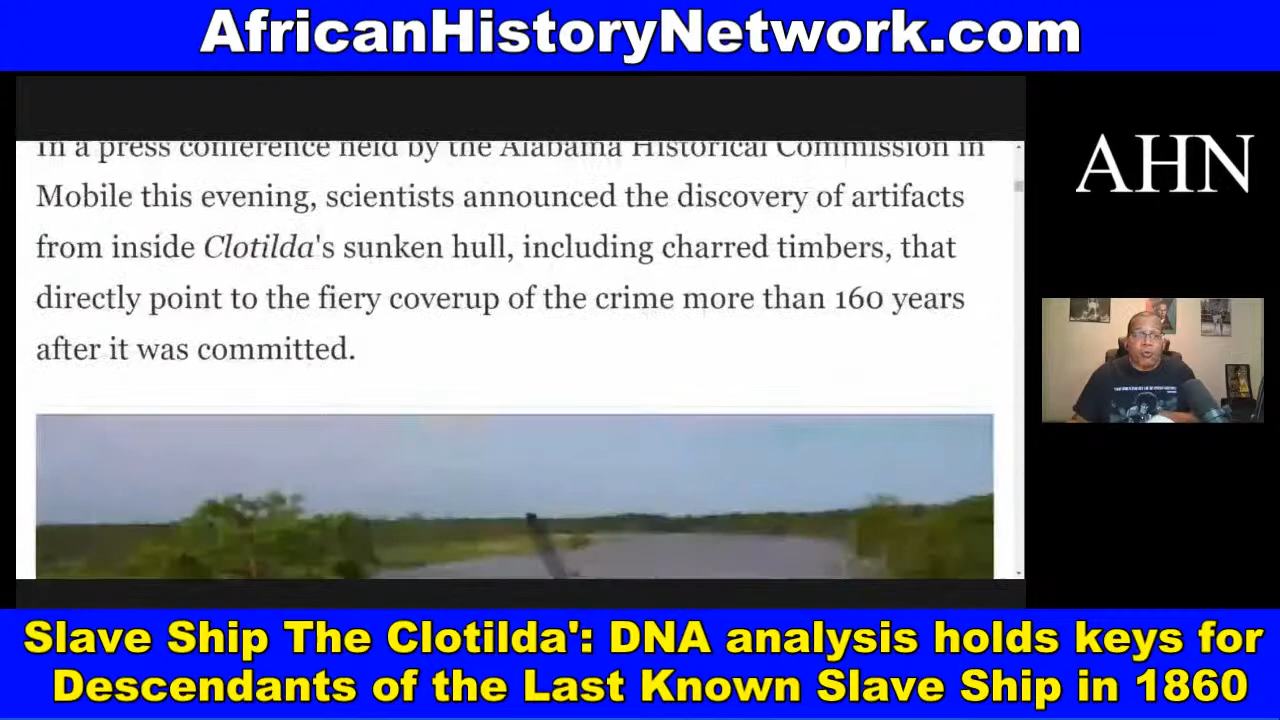 AfricanHistoryNetwork.com
In a press conference held by the Alabama Historical Commission in
Mobile this evening, scientists announced the discovery of artifacts
from inside Clotilda's sunken hull, including charred timbers, that
directly point to the fiery coverup of the crime more than 160 years
after it was committed.
AHN
Slave Ship The Clotilda': DNA analysis holds keys for
Descendants of the Last Known Slave Ship in 1860